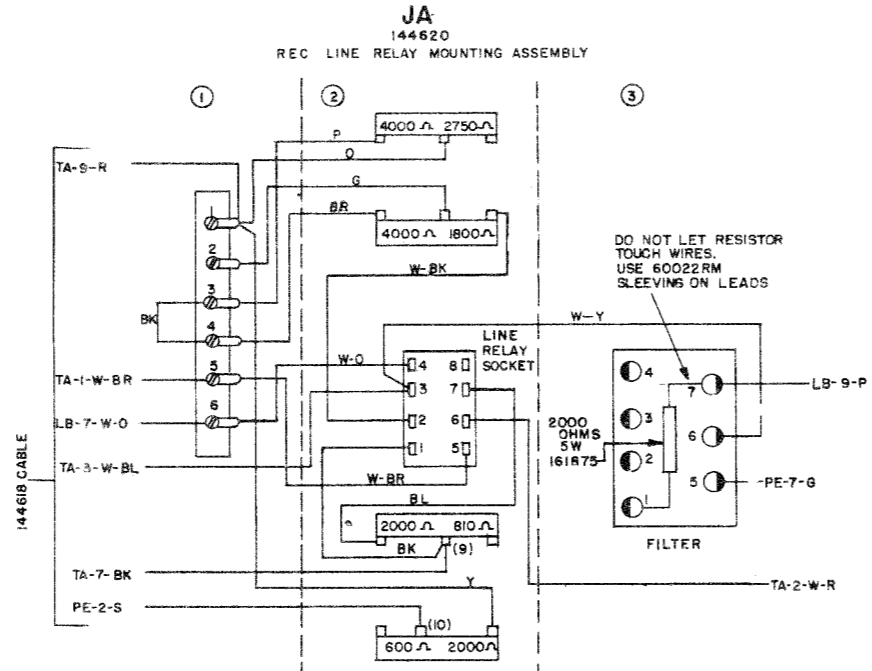 JA
144620
REC LINE RELAY MOUNTING ASSEMBLY
1
2
3
4000 Ω 2750Ω
P
O
TA-9-R
G
BR
4000 Ω 1800Ω
1
2
3
4
5
6
BK
W-BK
DO NOT LET RESISTOR
TOUCH WIRES.
USE 60022RM
SLEEVING ON LEADS
W-Y
LINE
RELAY
SOCKET
W-O
4 8
3 7
2 6
1 5
TA-1-W-BR
LB-7-W-O
TA-3-W-BL
W-BR
BL
4
3
2
1
7
6
5
LB-9-P
2000
OHMS
5W
161875
PE-7-G
FILTER
144618 CABLE
2000 Ω 810 Ω
BK
(9)
TA-7-BK
Y
TA-2-W-R
PE-2-S
(10)
600 Ω 2000Ω